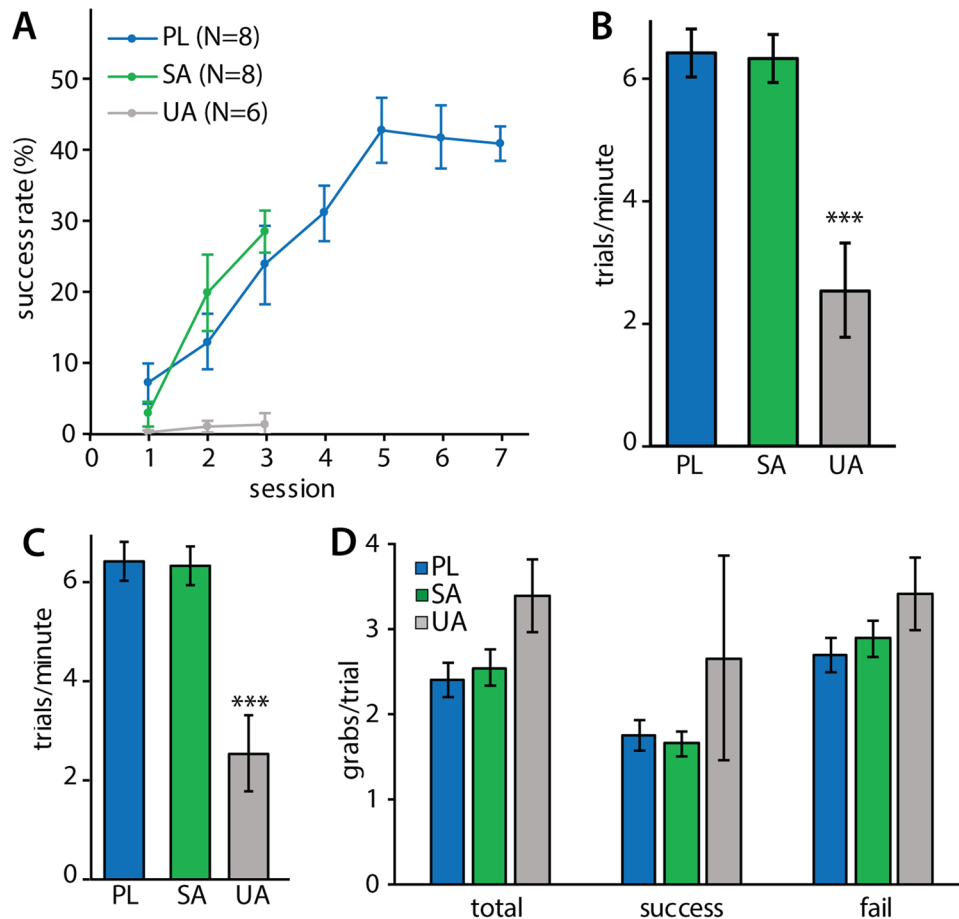 A
PL (N=8)
SA (N=8)
UA (N=6)
success rate (%)
50
40
30
20
10
0
0 1 2 3 4 5 6 7
session
B
trials/minute
6
4
2
0
***
PL SA UA
C
trials/minute
6
4
2
0
***
PL SA UA
D
PL
SA
UA
grabs/trial
4
3
2
1
0
total success fail